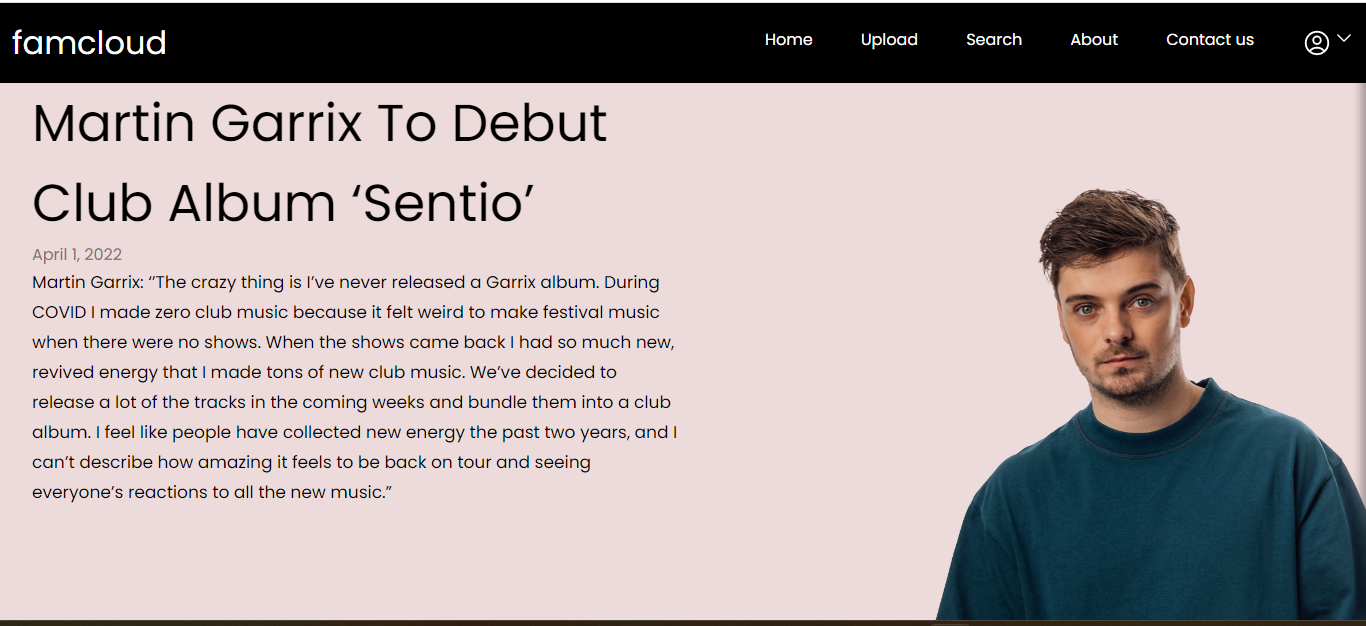 famcloud
Home Upload Search About Contact us
Martin Garrix To Debut
Club Album ‘Sentio’
April 1, 2022
Martin Garrix: “The crazy thing is I’ve never released a Garrix album. During
COVID I made zero club music because it felt weird to make festival music
when there were no shows. When the shows came back I had so much new,
revived energy that I made tons of new club music. We’ve decided to
release a lot of the tracks in the coming weeks and bundle them into a club
album. I feel like people have collected new energy the past two years, and I
can’t describe how amazing it feels to be back on tour and seeing
everyone’s reactions to all the new music.”